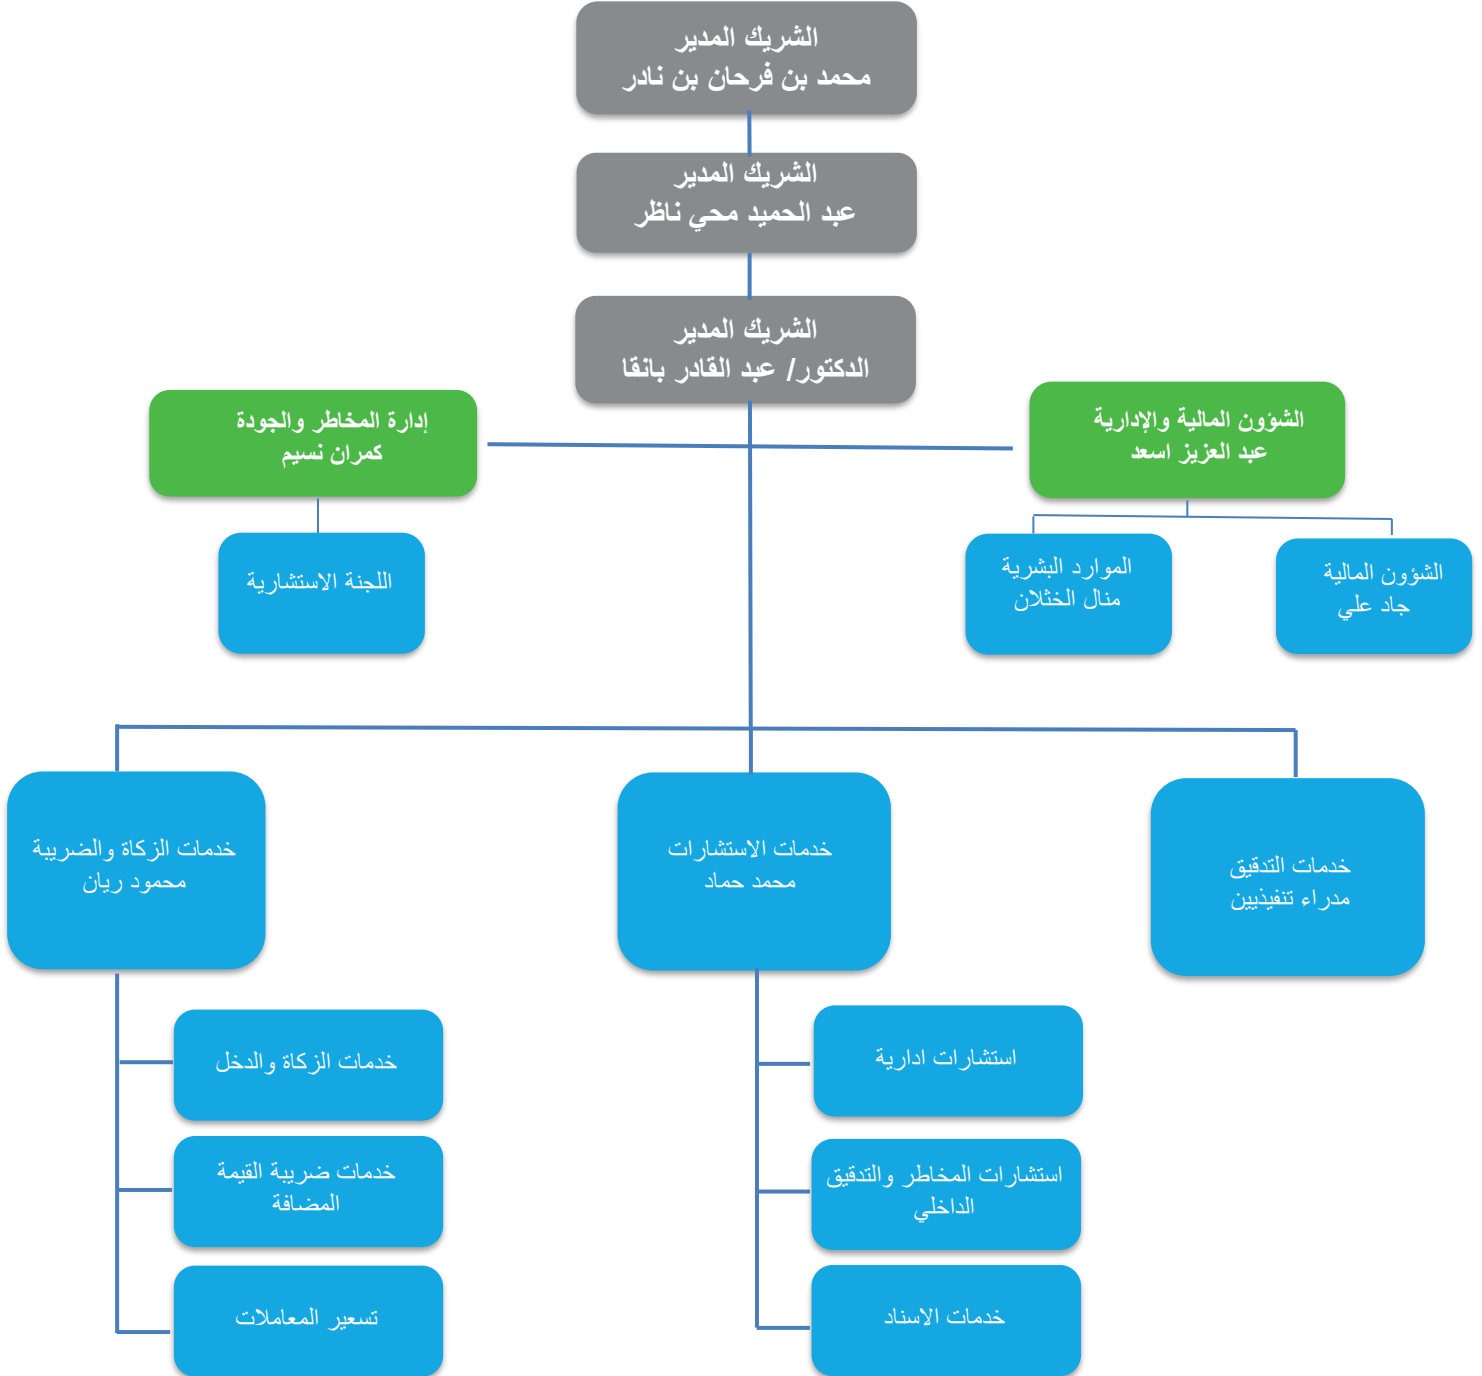 الشريك المدير
محمد بن فرحان بن نادر
الشريك المدير
عبد الحميد محي ناظر
الشريك المدير
الدكتور/ عبد القادر بانقا
الشؤون المالية والإدارية
عبد العزيز اسعد
إدارة المخاطر والجودة
كمران نسيم
الشؤون المالية
جاد علي
الموارد البشرية
منال الخثلان
اللجنة الاستشارية
خدمات التدقيق
مدراء تنفيذيين
خدمات الاستشارات
محمد حماد
استشارات ادارية
استشارات المخاطر والتدقيق
الداخلي
خدمات الاسناد
خدمات الزكاة والضريبة
محمود ريان
خدمات الزكاة والدخل
خدمات ضريبة القيمة
المضافة
تسعير المعاملات